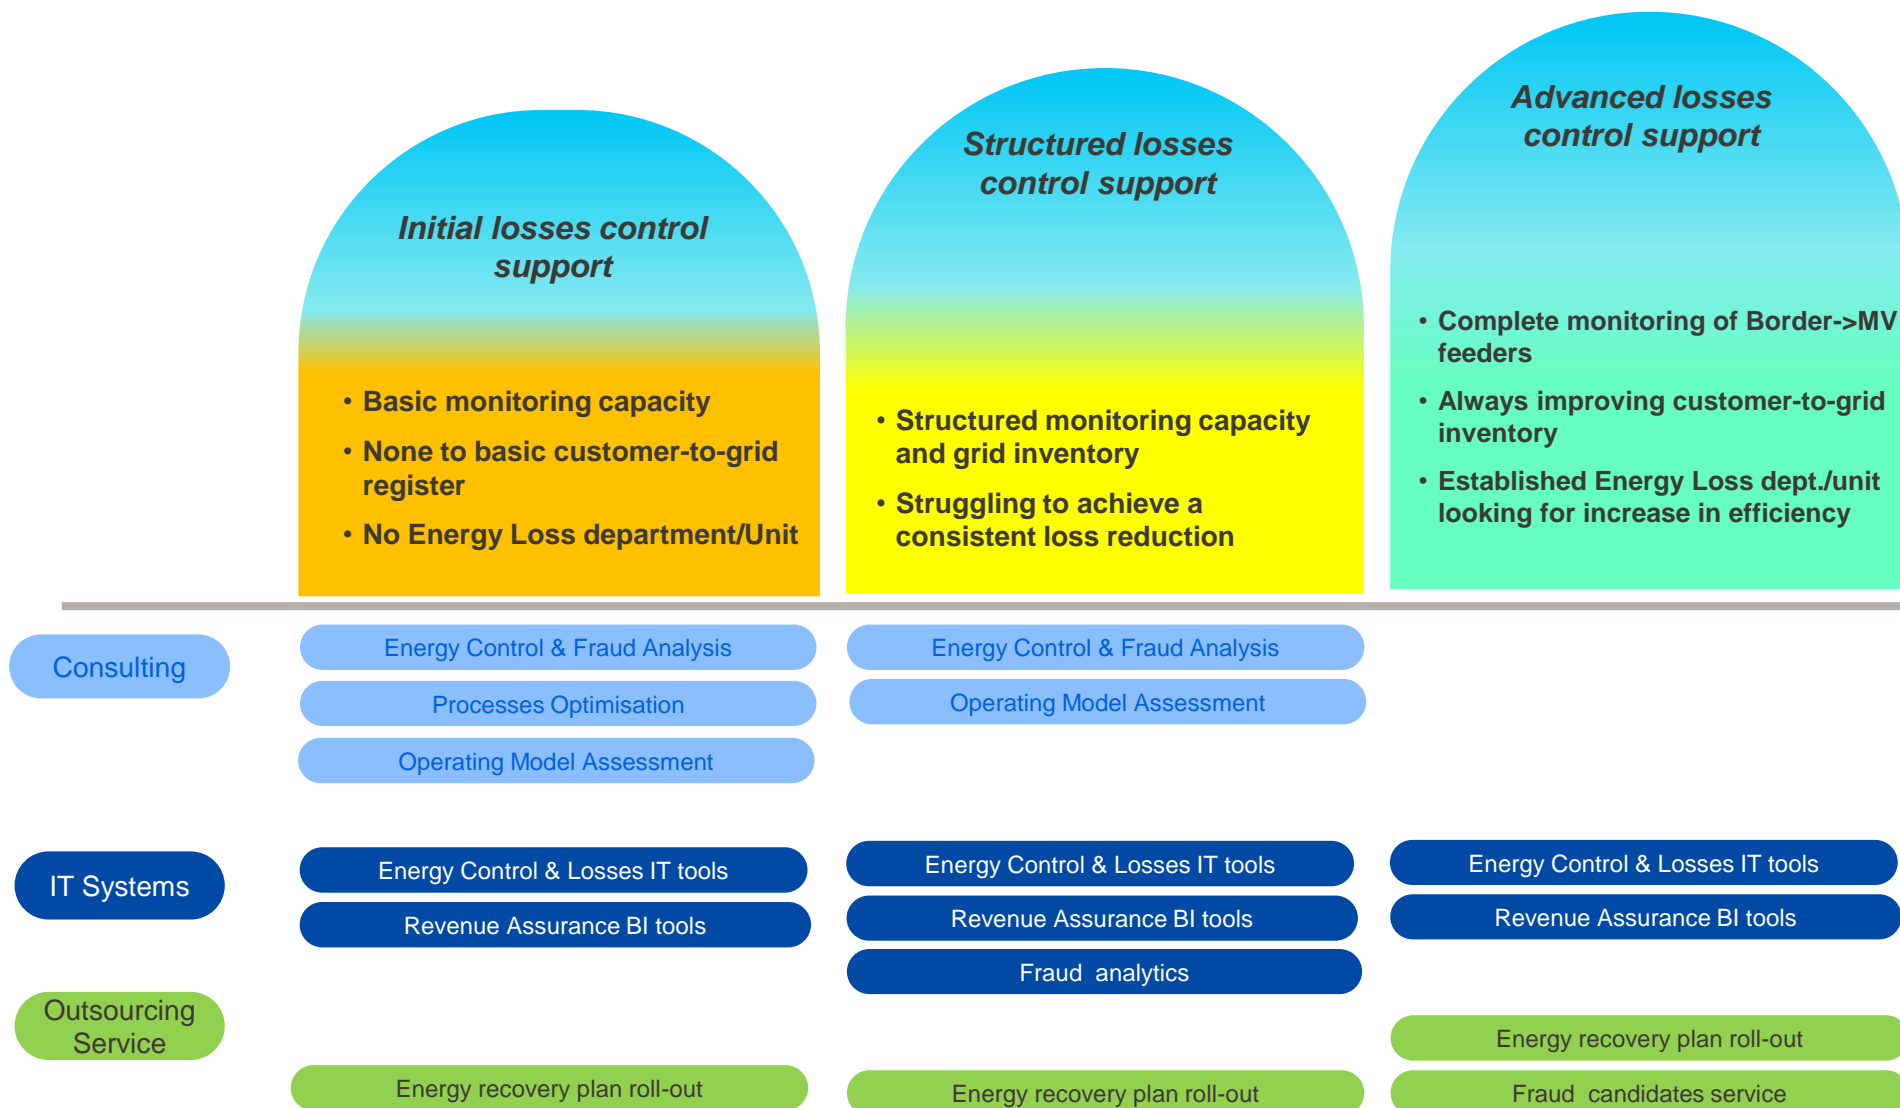 Initial losses control
support
• Basic monitoring capacity
• None to basic customer-to-grid
register
• No Energy Loss department/Unit
Structured losses
control support
• Structured monitoring capacity
and grid inventory
• Struggling to achieve a
consistent loss reduction
Advanced losses
control support
• Complete monitoring of Border->MV
feeders
• Always improving customer-to-grid
inventory
• Established Energy Loss dept./unit
looking for increase in efficiency
Consulting
Energy Control & Fraud Analysis
Processes Optimisation
Operating Model Assessment
Energy Control & Fraud Analysis
Operating Model Assessment
IT Systems
Energy Control & Losses IT tools
Revenue Assurance BI tools
Energy Control & Losses IT tools
Revenue Assurance BI tools
Fraud analytics
Energy Control & Losses IT tools
Revenue Assurance BI tools
Outsourcing
Service
Energy recovery plan roll-out
Energy recovery plan roll-out
Energy recovery plan roll-out
Fraud candidates service